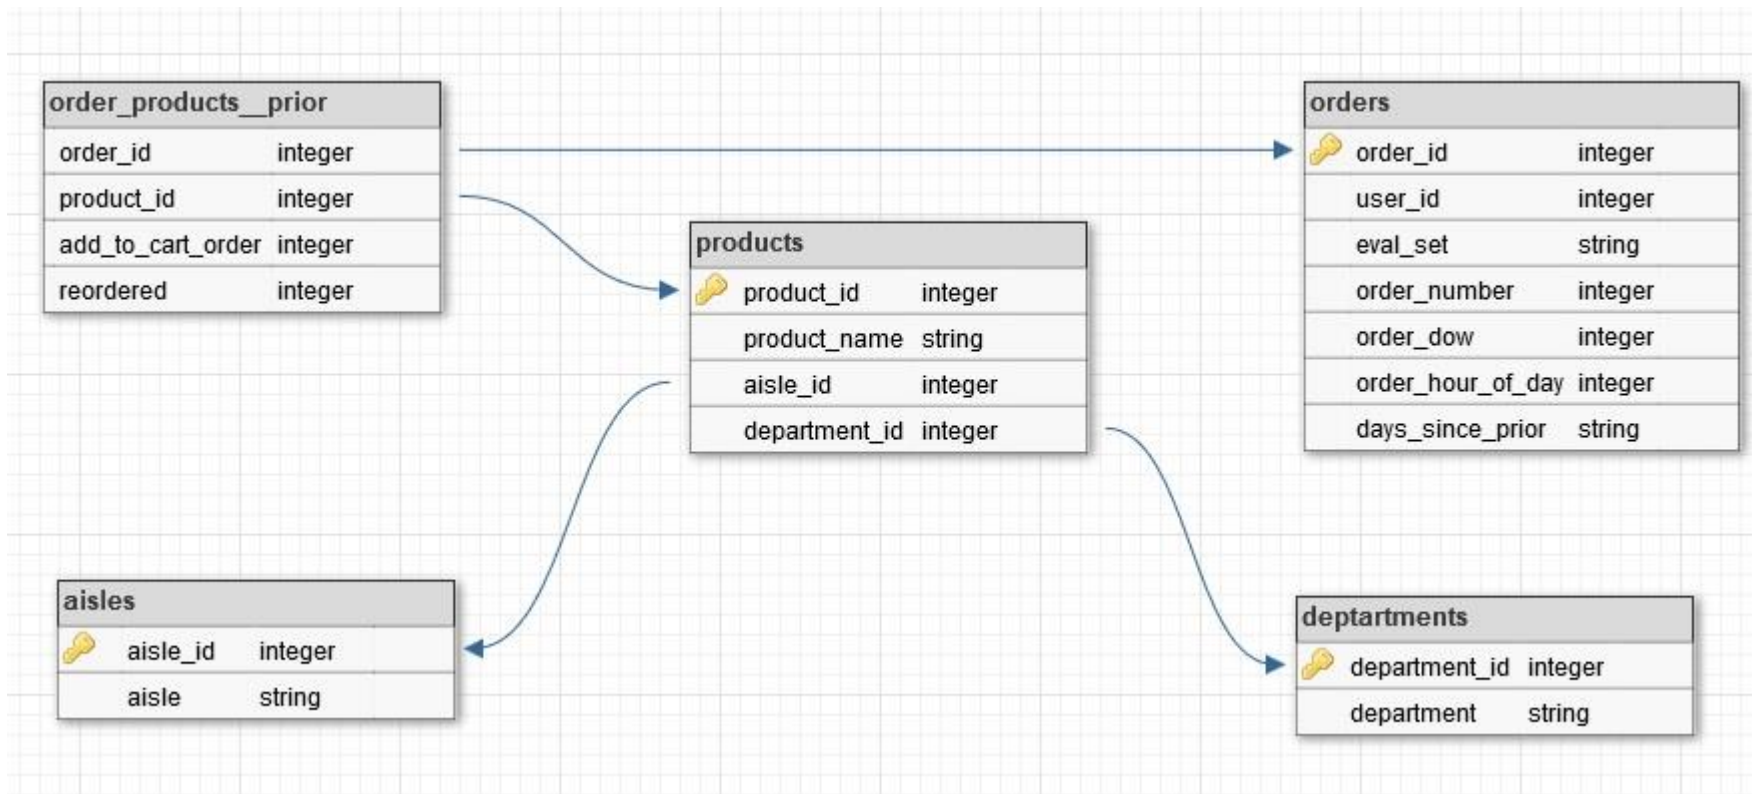 order_products__prior
order_id integer
product_id integer
add_to_cart_order integer
reordered integer
orders
order_id integer
user_id integer
eval_set string
order_number integer
order_dow integer
order_hour_of_day integer
days_since_prior string
products
product_id integer
product_name string
aisle_id integer
department_id integer
aisles
aisle_id integer
aisle string
deptartments
department_id integer
department string